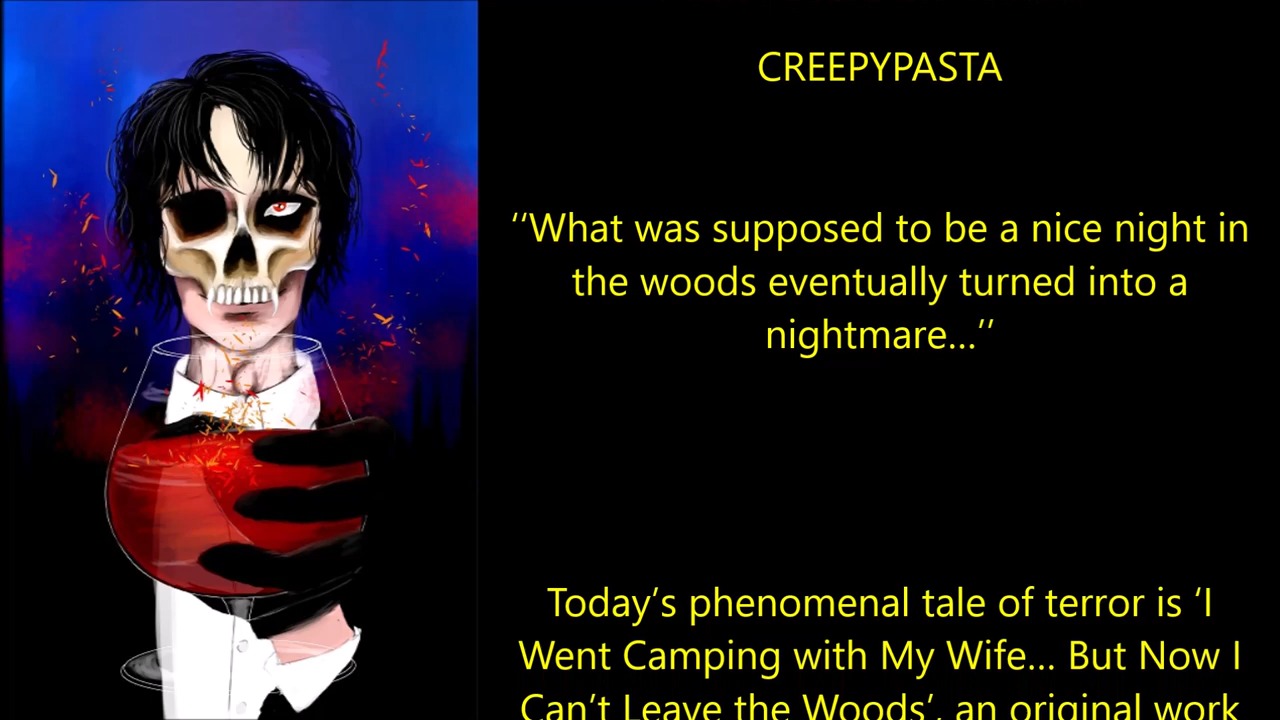 CREEPYPASTA
‘‘What was supposed to be a nice night in
the woods eventually turned into a
nightmare…’’
Today’s phenomenal tale of terror is ‘I
Went Camping with My Wife… But Now I
Can’t Leave the Woods’, an original work